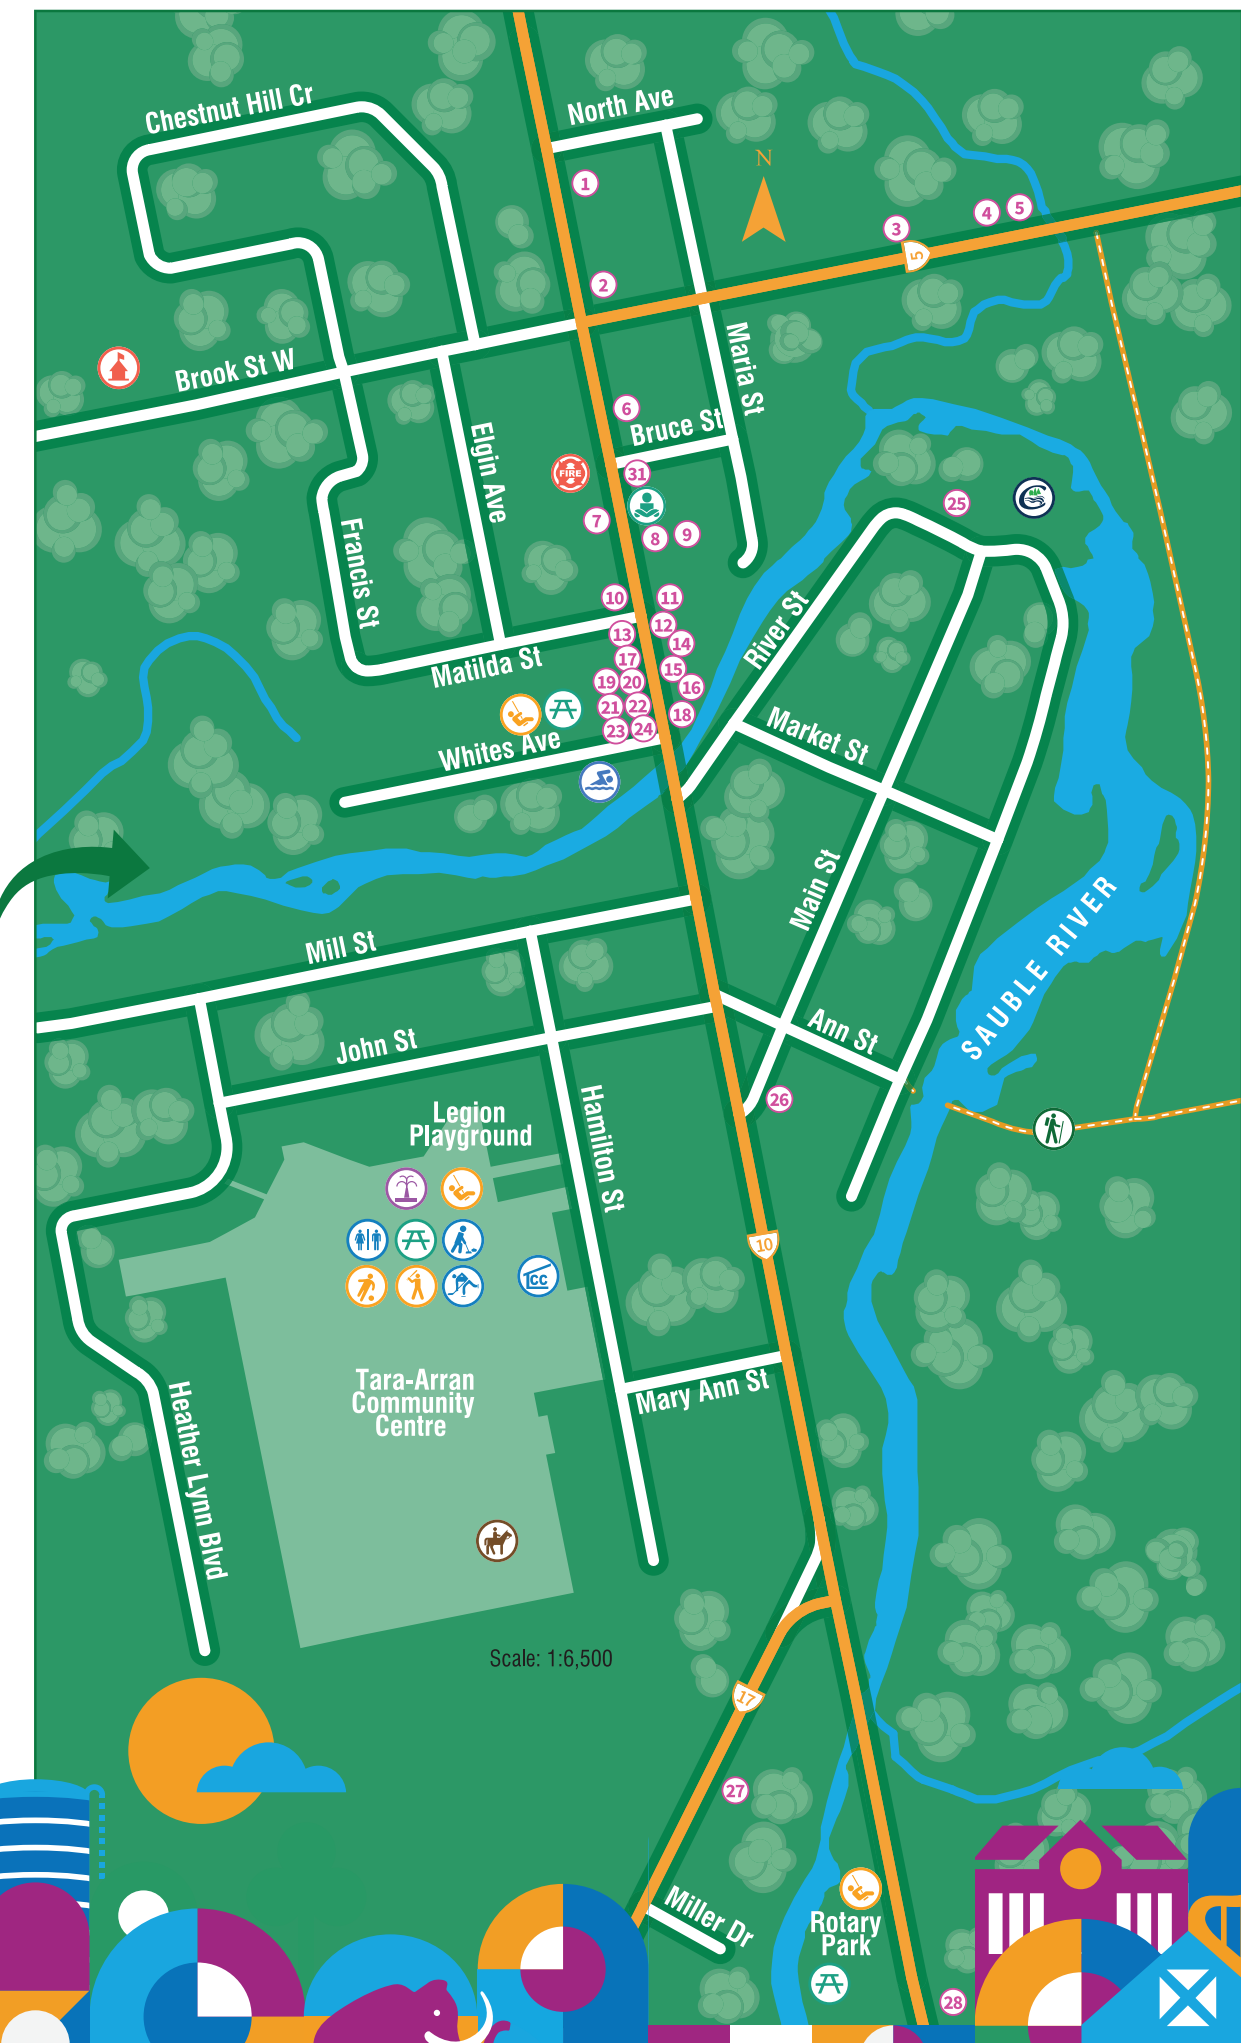 Chestnut Hill Cr
North Ave
N
1
5
4
3
5
2
Maria St
Brook St W
6
Bruce St
Elgin Ave
FIRE
31
25
7
8
9
Francis St
10
11
River St
12
13
14
Matilda St
17
15
19
20
16
21
22
18
Market St
23
24
Whites Ave
Main St
SAUBLE RIVER
Mill St
John St
Ann St
26
Legion
Playground
Hamilton St
10
CC
Tara-Arran
Community
Centre
Mary Ann St
Heather Lynn Blvd
Scale: 1:6,500
17
27
Miller Dr
Rotary
Park
28